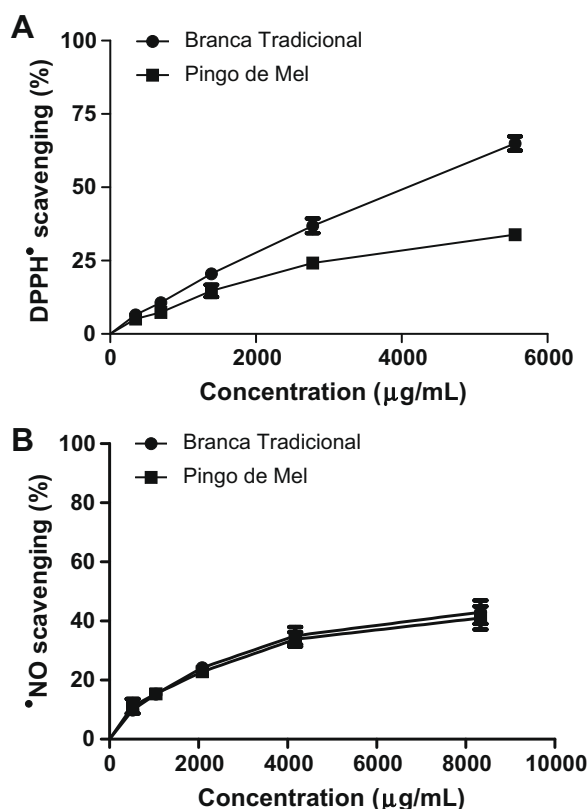 A
Branca Tradicional
Pingo de Mel
DPPH• scavenging (%)
100
75
50
25
0
0 2000 4000 6000
Concentration (μg/mL)
B
Branca Tradicional
Pingo de Mel
•NO scavenging (%)
100
80
60
40
20
0
0 2000 4000 6000 8000 10000
Concentration (μg/mL)